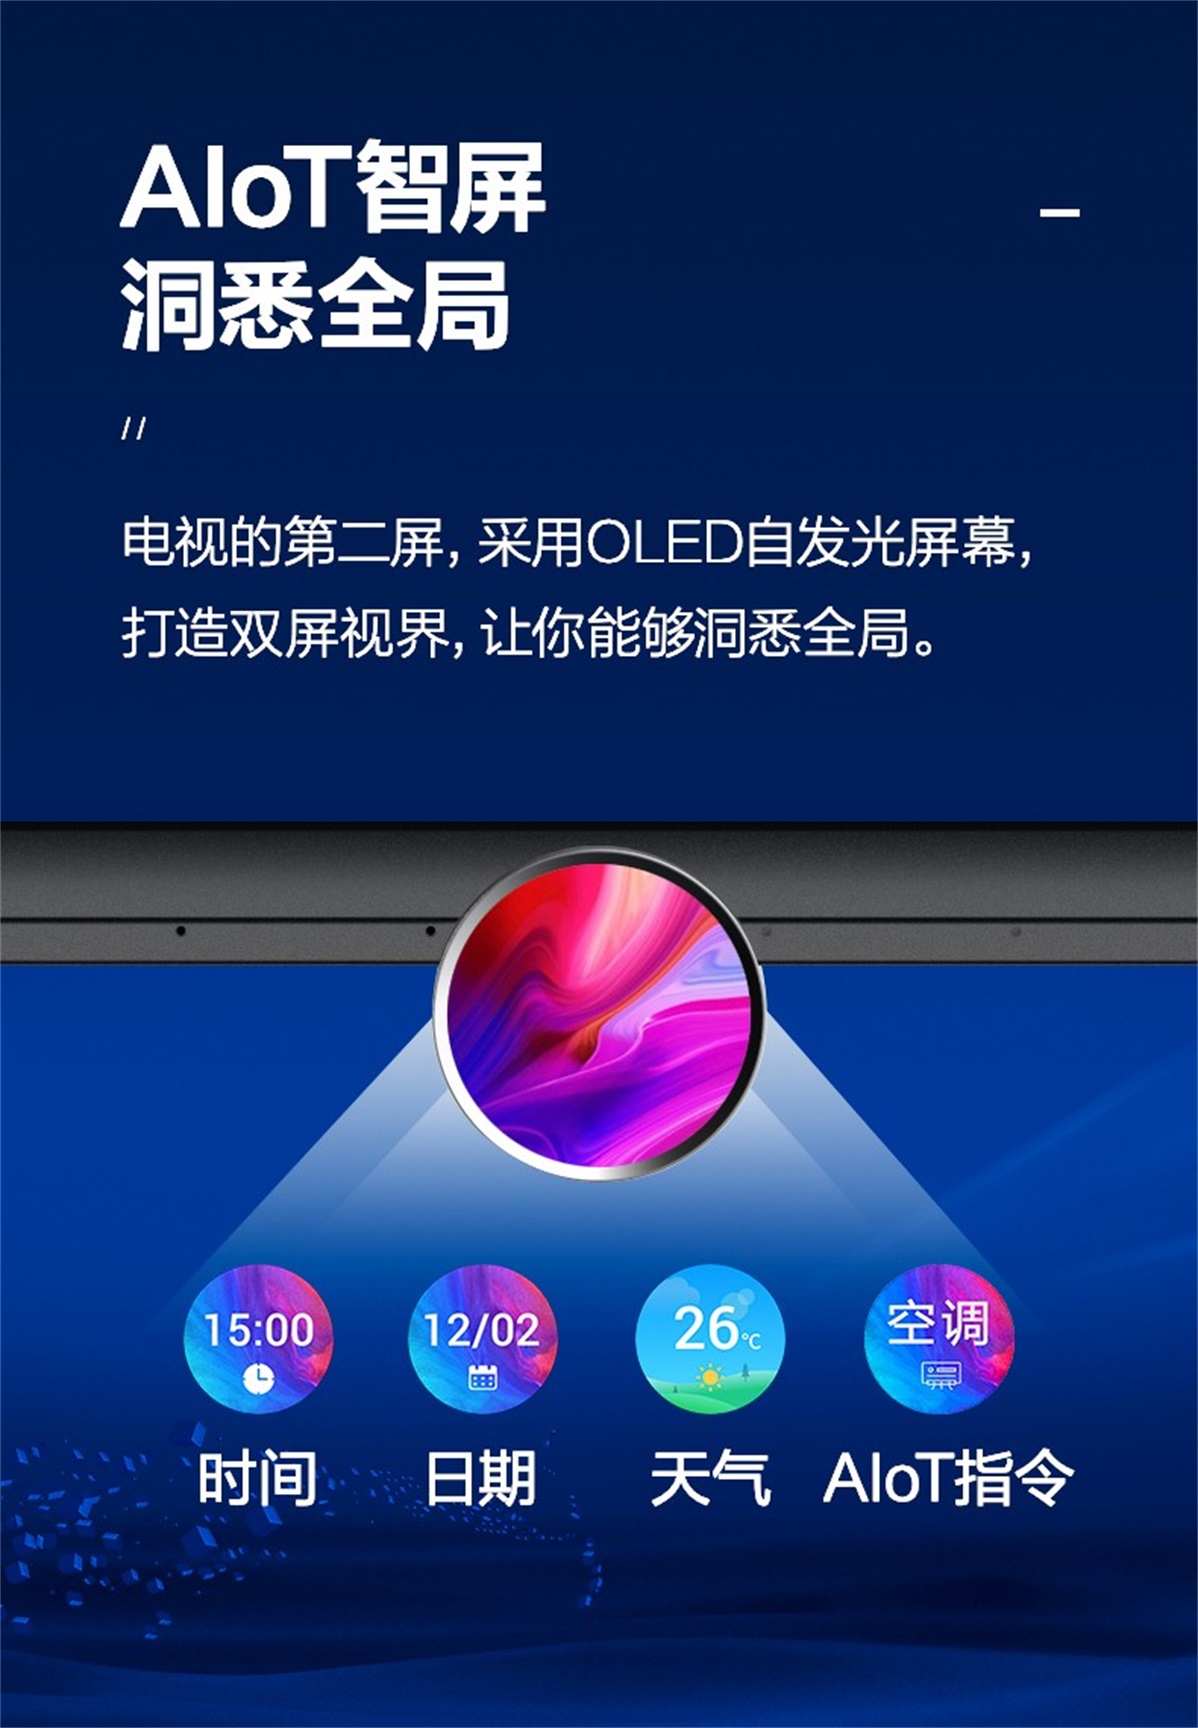 AIoT智屏
洞悉全局
//
电视的第二屏，采用OLED自发光屏幕，
打造双屏视界，让你能够洞悉全局。
15:00
12/02
26℃
空调
时间
日期
天气
AIoT指令